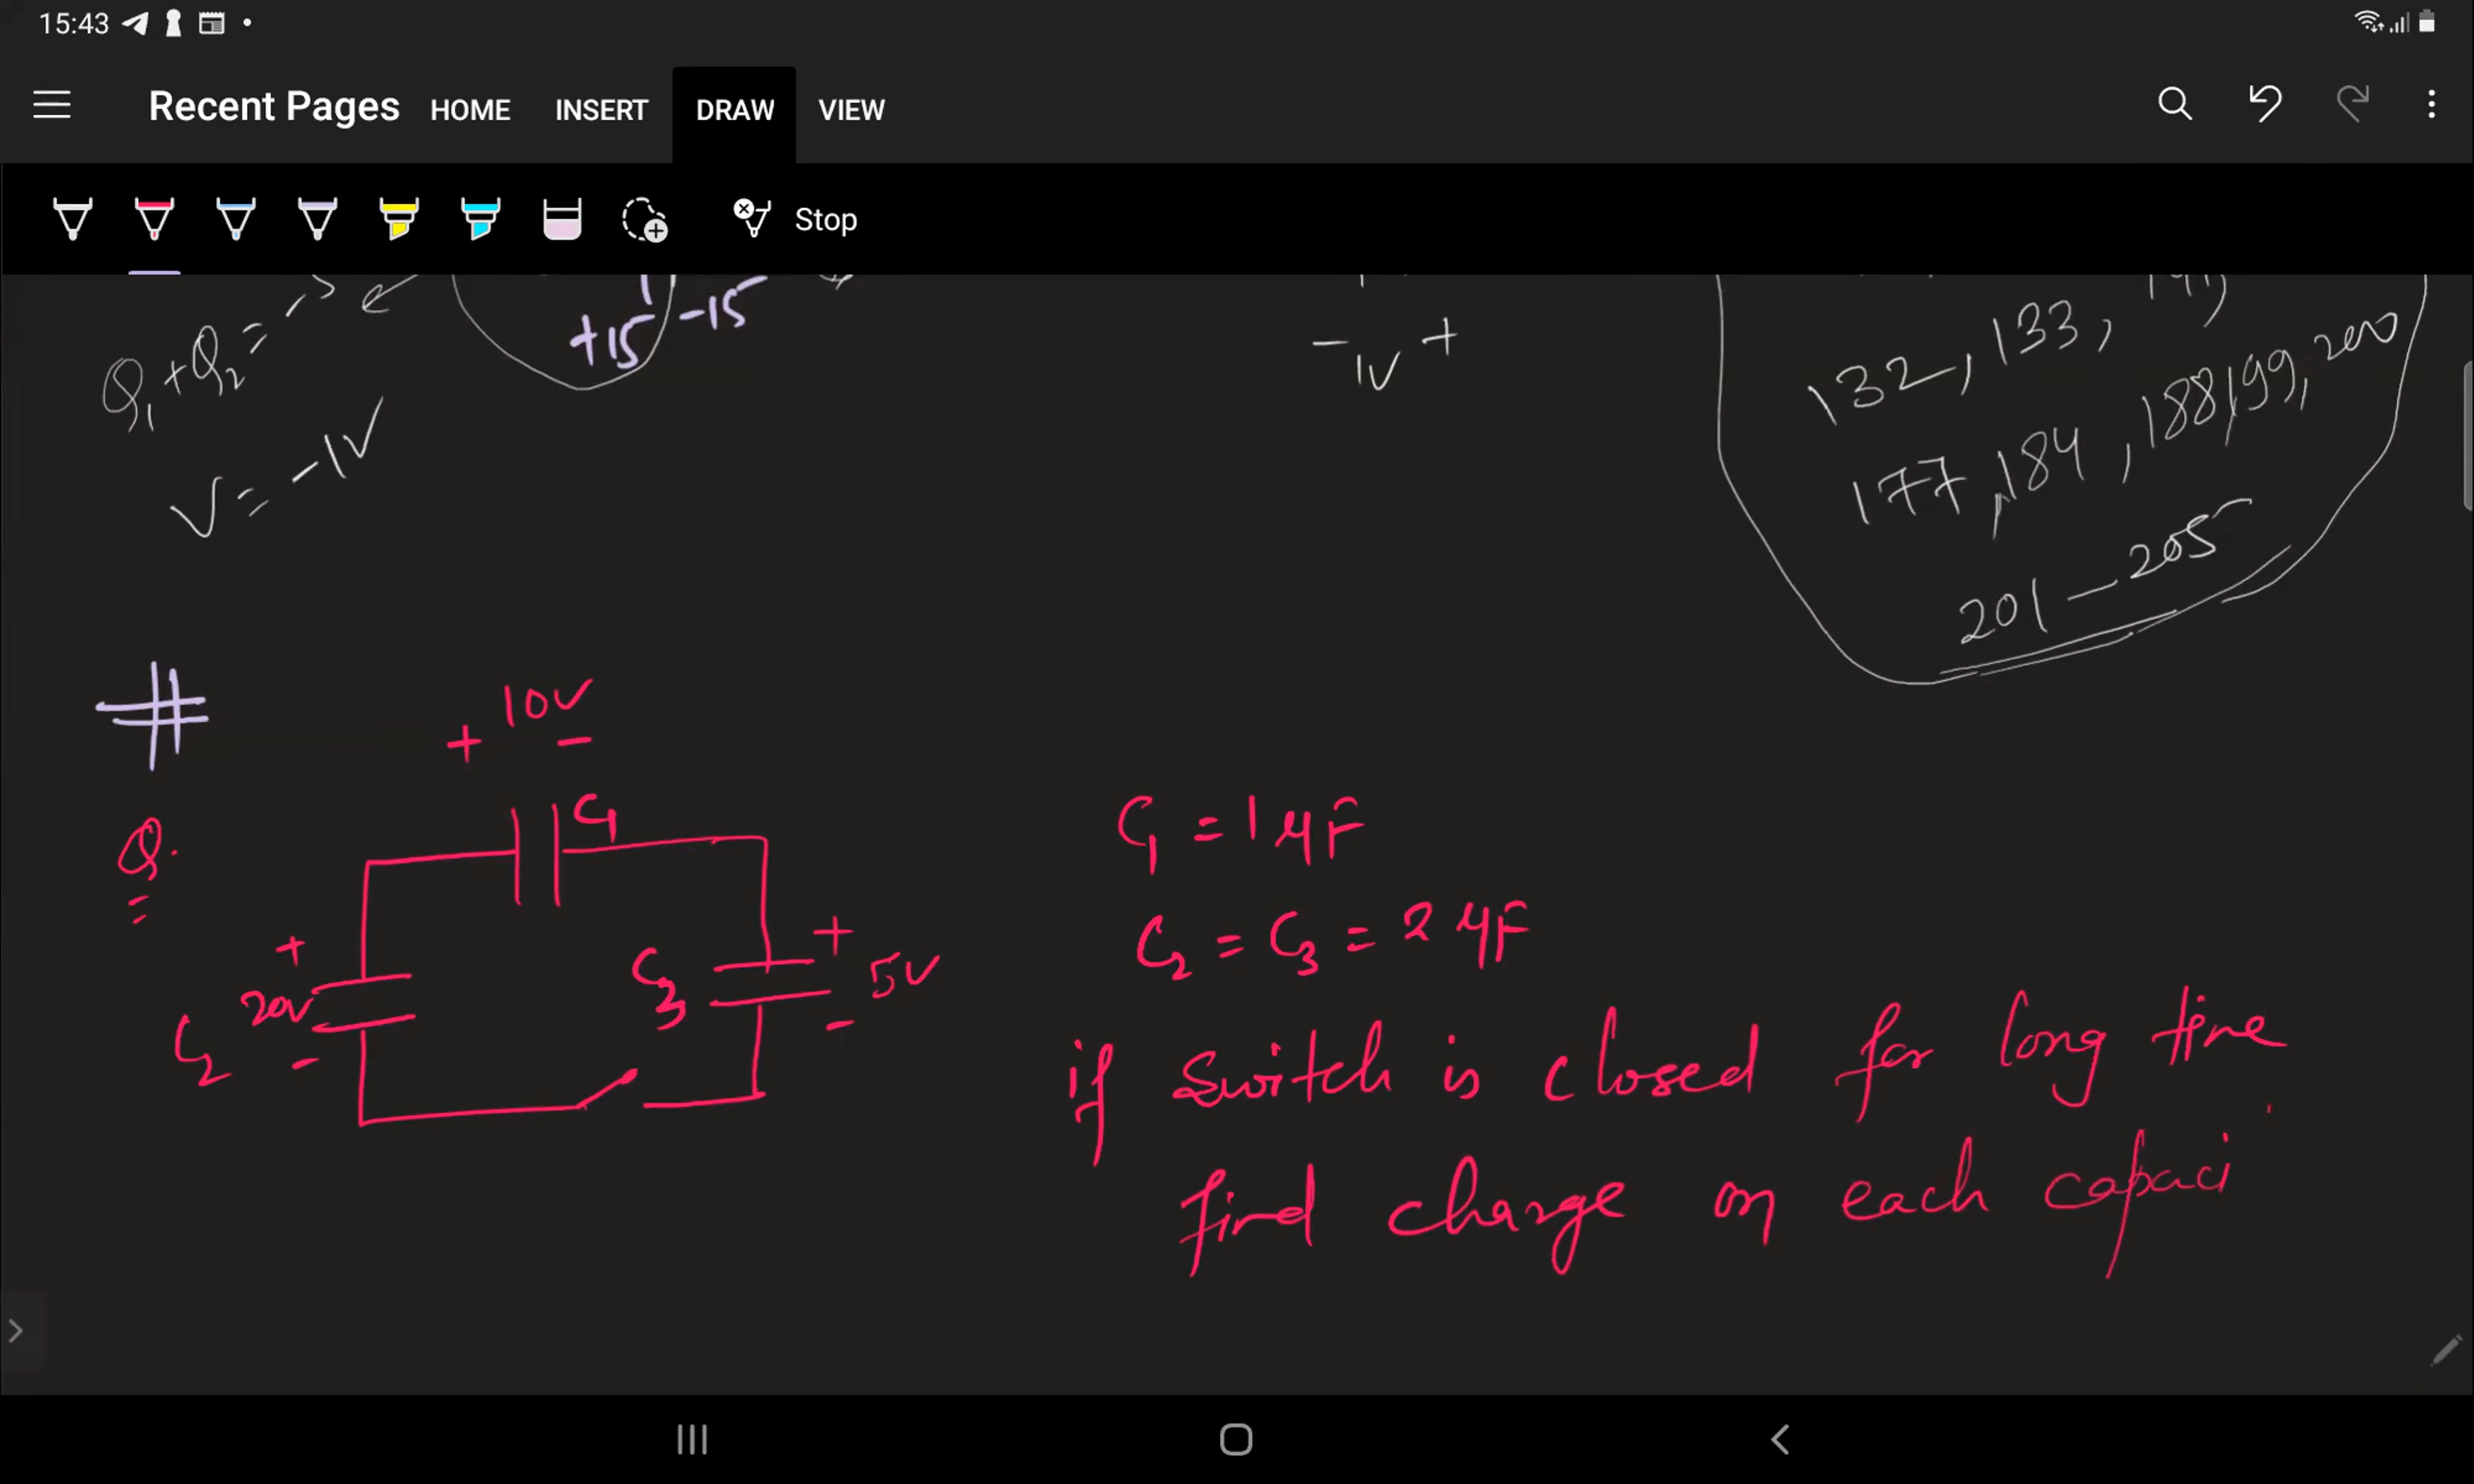 15:43
Recent Pages HOME INSERT DRAW VIEW
Stop
Q₁+Q₂=
+15 -15
- 1V +
V=-1V
132, 133,
177, 184, 188, 199, 200
201-205
#
10V
+ -
Q.
C₁
C₁ = 1μF
C₂ = C₃ = 2μF
+
20V
C₂
-
C₃
+
5V
-
if switch is closed for long time
find charge on each capaci